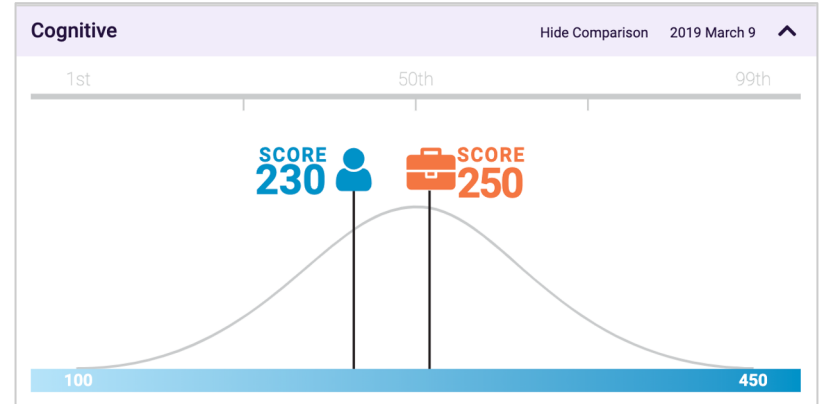 Cognitive
Hide Comparison 2019 March 9
1st 50th 99th
SCORE
230
SCORE
250
100 450